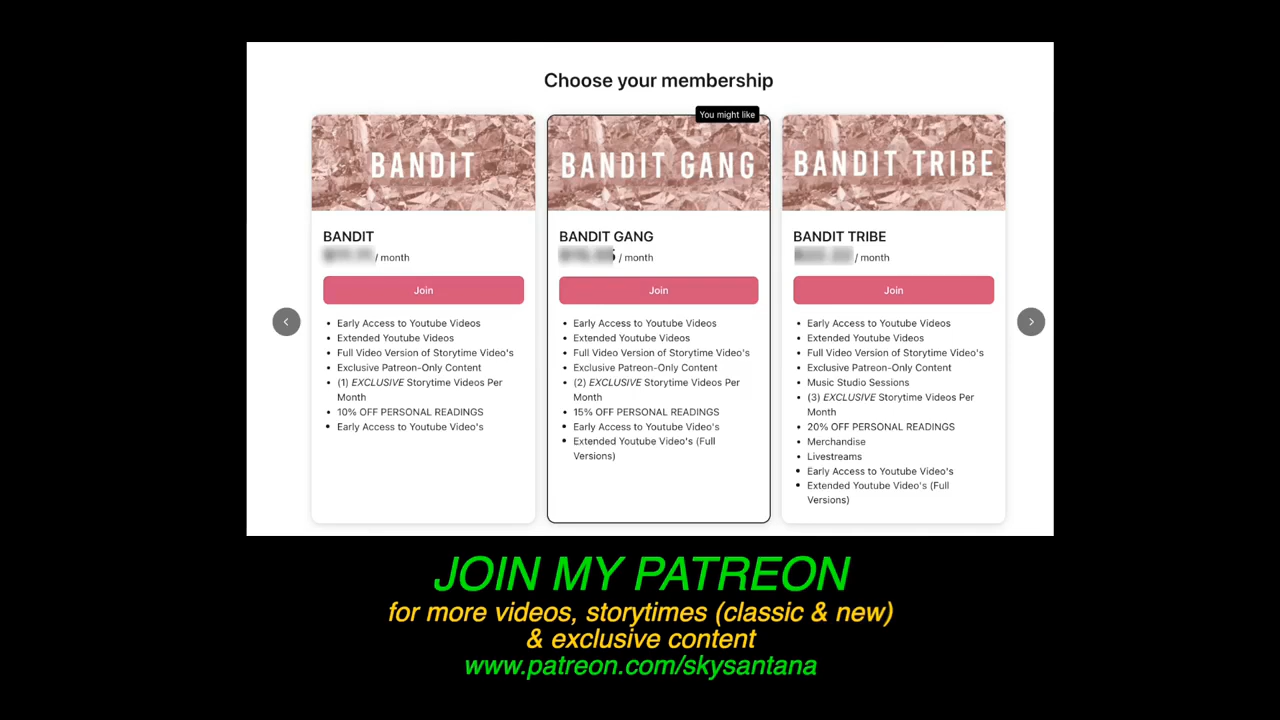 Choose your membership
You might like
BANDIT
BANDIT GANG
BANDIT TRIBE
BANDIT
/ month
Join
Early Access to Youtube Videos
Extended Youtube Videos
Full Video Version of Storytime Video's
Exclusive Patreon-Only Content
(1) EXCLUSIVE Storytime Videos Per
Month
10% OFF PERSONAL READINGS
Early Access to Youtube Video's
BANDIT GANG
/ month
Join
Early Access to Youtube Videos
Extended Youtube Videos
Full Video Version of Storytime Video's
Exclusive Patreon-Only Content
(2) EXCLUSIVE Storytime Videos Per
Month
15% OFF PERSONAL READINGS
Early Access to Youtube Video's
Extended Youtube Video's (Full
Versions)
BANDIT TRIBE
/ month
Join
Early Access to Youtube Videos
Extended Youtube Videos
Full Video Version of Storytime Video's
Exclusive Patreon-Only Content
Music Studio Sessions
(3) EXCLUSIVE Storytime Videos Per
Month
20% OFF PERSONAL READINGS
Merchandise
Livestreams
Early Access to Youtube Video's
Extended Youtube Video's (Full
Versions)
JOIN MY PATREON
for more videos, storytimes (classic & new)
& exclusive content
www.patreon.com/skysantana